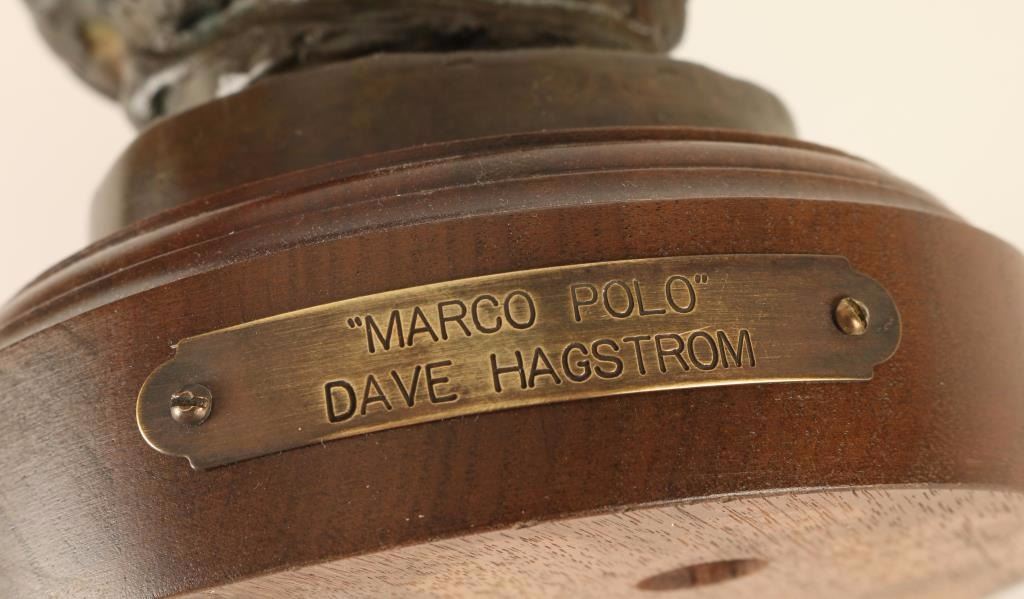 "MARCO POLO"
DAVE HAGSTROM